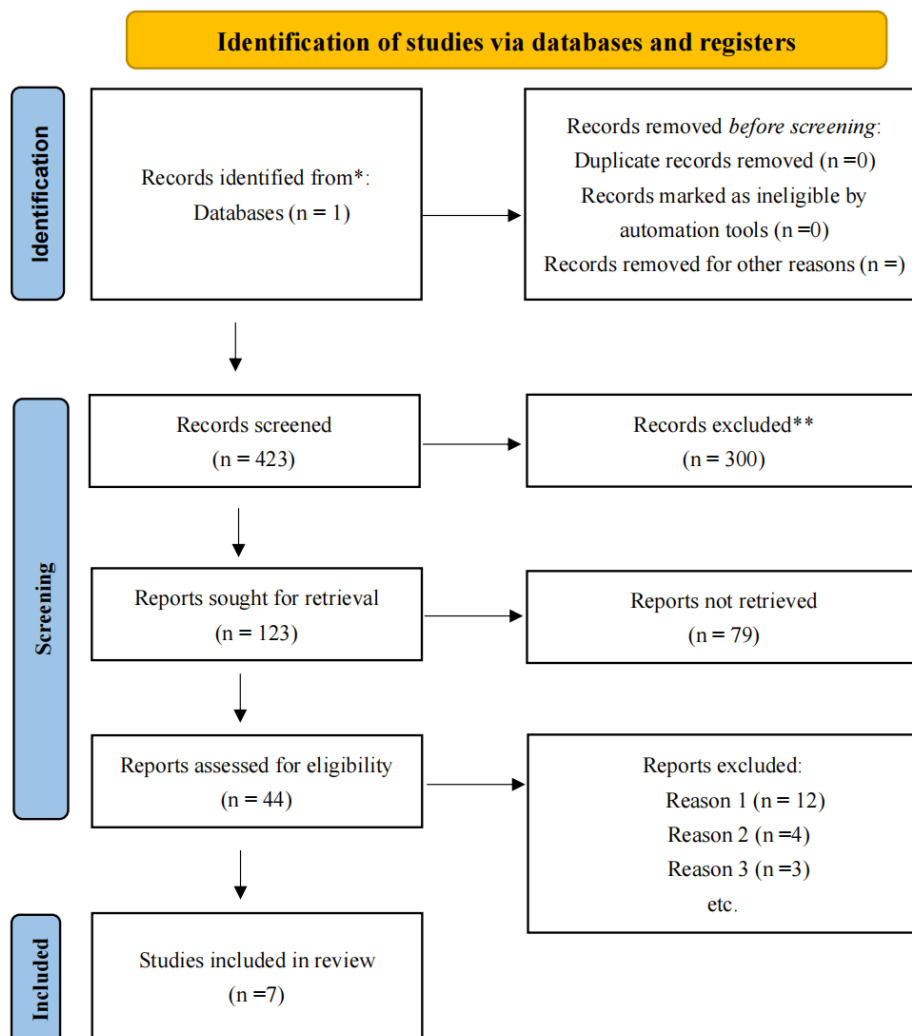 Identification of studies via databases and registers
Identification
Records identified from*:
Databases (n = 1)
Records removed before screening:
Duplicate records removed (n =0)
Records marked as ineligible by
automation tools (n =0)
Records removed for other reasons (n =)
Screening
Records screened
(n = 423)
Records excluded**
(n = 300)
Reports sought for retrieval
(n = 123)
Reports not retrieved
(n = 79)
Reports assessed for eligibility
(n = 44)
Reports excluded:
Reason 1 (n = 12)
Reason 2 (n =4)
Reason 3 (n =3)
etc.
Included
Studies included in review
(n =7)